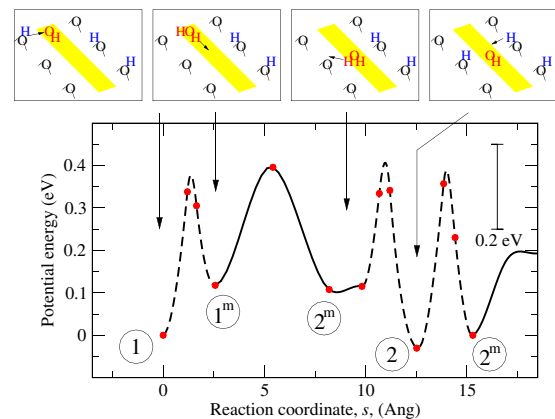 H O H H O H O H H H O
O H O H O O H O H O H H O H O
O O O O O O
O O O O
0.4
0.3
0.2
0.1
0
Potential energy (eV)
0.2 eV
1
1m
2m
2
2m
0 5 10 15
Reaction coordinate, s, (Ang)